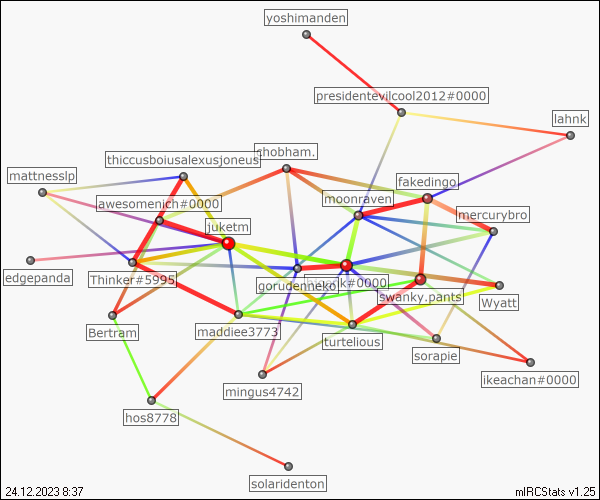 yoshimanden
presidentevilcool2012#0000
lahnk
chobham.
thiccusboiusalexusjoneus
mattnesslp
fakedingo
moonraven
awesomenich#0000
mercurybro
juketm
edgepanda
Thinker#5995
gorudenneko
#0000
swanky.pants
Wyatt
Bertram
maddiee3773
turtelious
sorapie
ikeachan#0000
mingus4742
hos8778
solaridenton
24.12.2023 8:37
mIRCStats v1.25